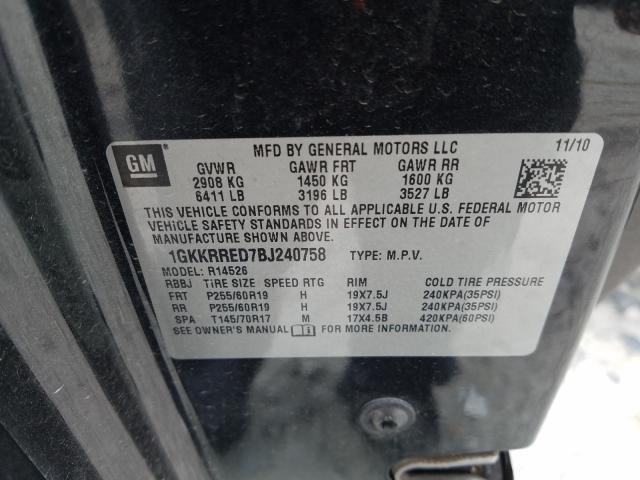 GM
MFD BY GENERAL MOTORS LLC 11/10
GVWR GAWR FRT GAWR RR
2908 KG 1450 KG 1600 KG
6411 LB 3196 LB 3527 LB
THIS VEHICLE CONFORMS TO ALL APPLICABLE U.S. FEDERAL MOTOR
VEHICLE SAFETY STANDARDS IN EFFECT ON THE DATE OF
MANUFACTURE SHOWN ABOVE.
1GKKRRED7BJ240758 TYPE: M.P.V.
MODEL: R14526
RBBJ TIRE SIZE SPEED RTG RIM COLD TIRE PRESSURE
FRT P255/60R19 H 19X7.5J 240KPA(35PSI)
RR P255/60R19 H 19X7.5J 240KPA(35PSI)
SPA T145/70R17 M 17X4.5B 420KPA(60PSI)
SEE OWNER'S MANUAL FOR MORE INFORMATION.